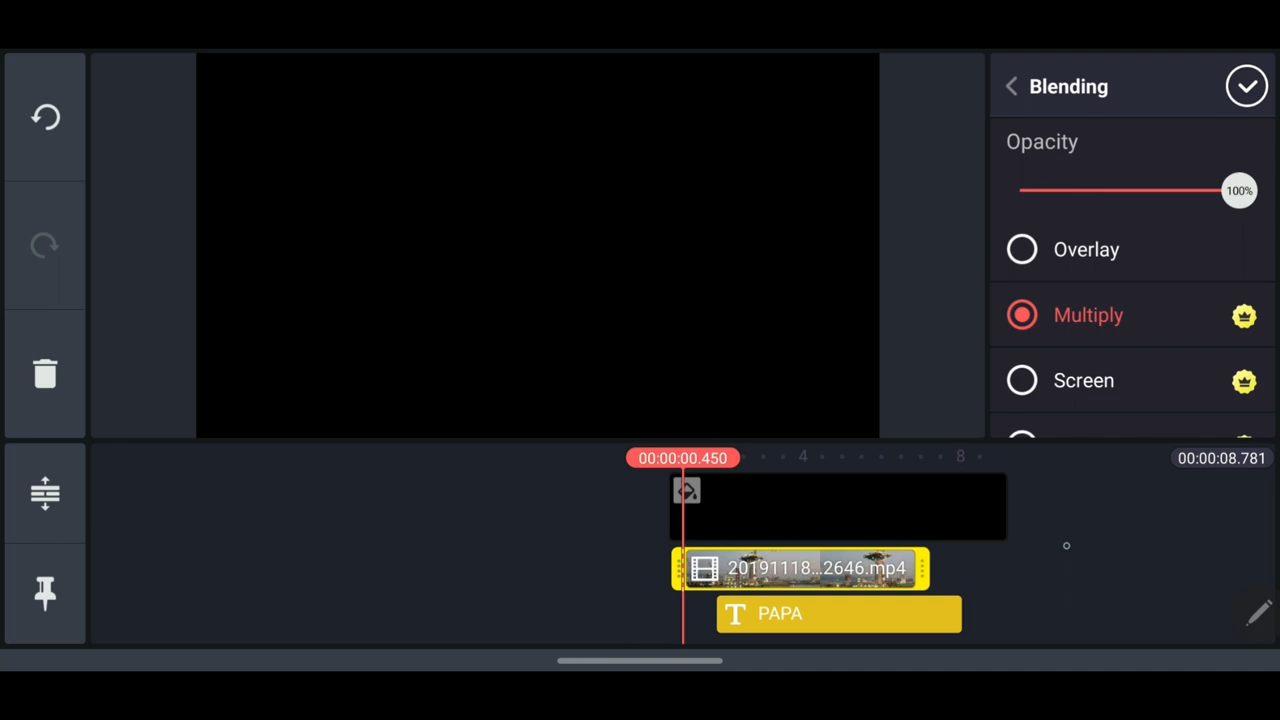 Blending
Opacity
100%
Overlay
Multiply
Screen
00:00:00.450
4
8
00:00:08.781
20191118...2646.mp4
T PAPA